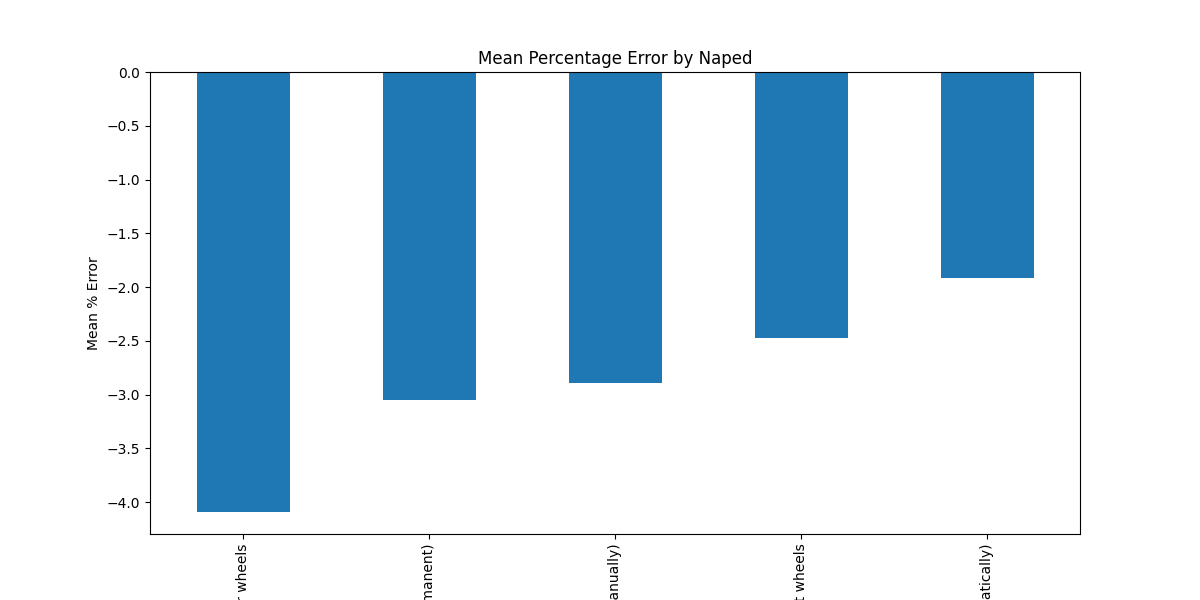 Mean Percentage Error by Naped
Mean % Error
0.0
−0.5
−1.0
−1.5
−2.0
−2.5
−3.0
−3.5
−4.0
wheels
manent)
anually)
wheels
atically)